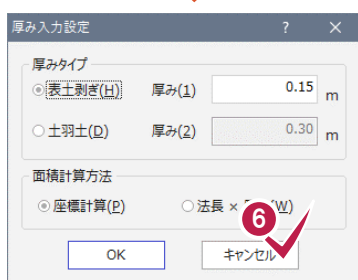 厚み入力設定 ? ×
厚みタイプ
表土剥ぎ(H) 厚み(1) 0.15 m
土羽土(D) 厚み(2) 0.30 m
面積計算方法
座標計算(P) 法長 × (W)
6
OK キャンセル